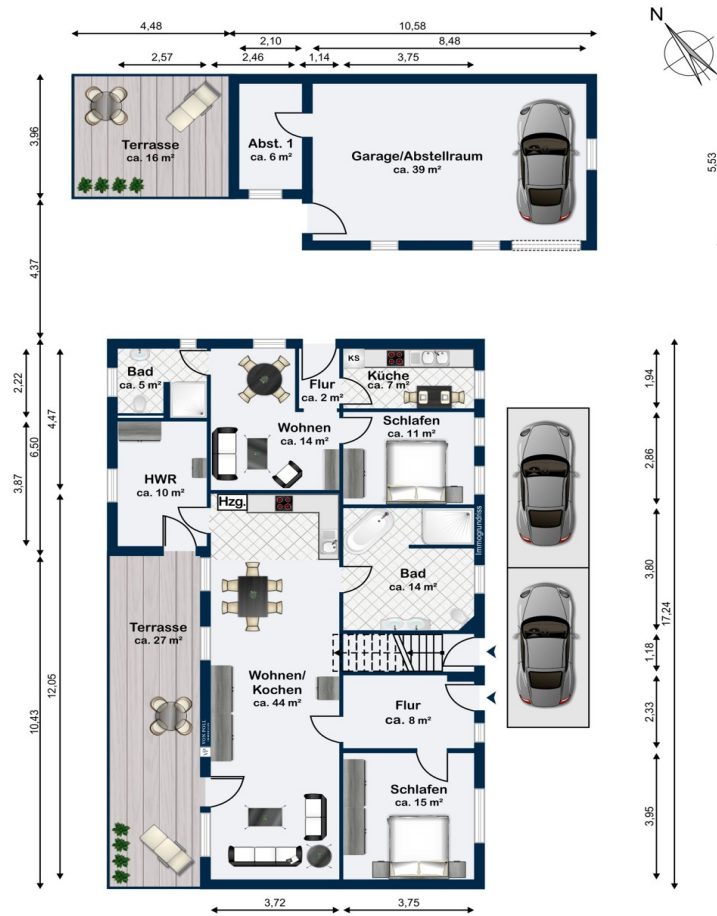 4,48
10,58
N
2,10
8,48
2,57
2,46
1,14
3,75
3,96
5,53
Terrasse
ca. 16 m²
Abst. 1
ca. 6 m²
Garage/Abstellraum
ca. 39 m²
4,37
2,22
6,50
4,47
3,87
Bad
ca. 5 m²
Flur
ca. 2 m²
KS
Küche
ca. 7 m²
1,94
Wohnen
ca. 14 m²
Schlafen
ca. 11 m²
2,86
HWR
ca. 10 m²
Hzg.
Immogrundriss
Bad
ca. 14 m²
3,80
17,24
Terrasse
ca. 27 m²
1,18
12,05
10,43
Wohnen/
Kochen
ca. 44 m²
Flur
ca. 8 m²
2,33
VP VON POLL
Schlafen
ca. 15 m²
3,95
3,72
3,75